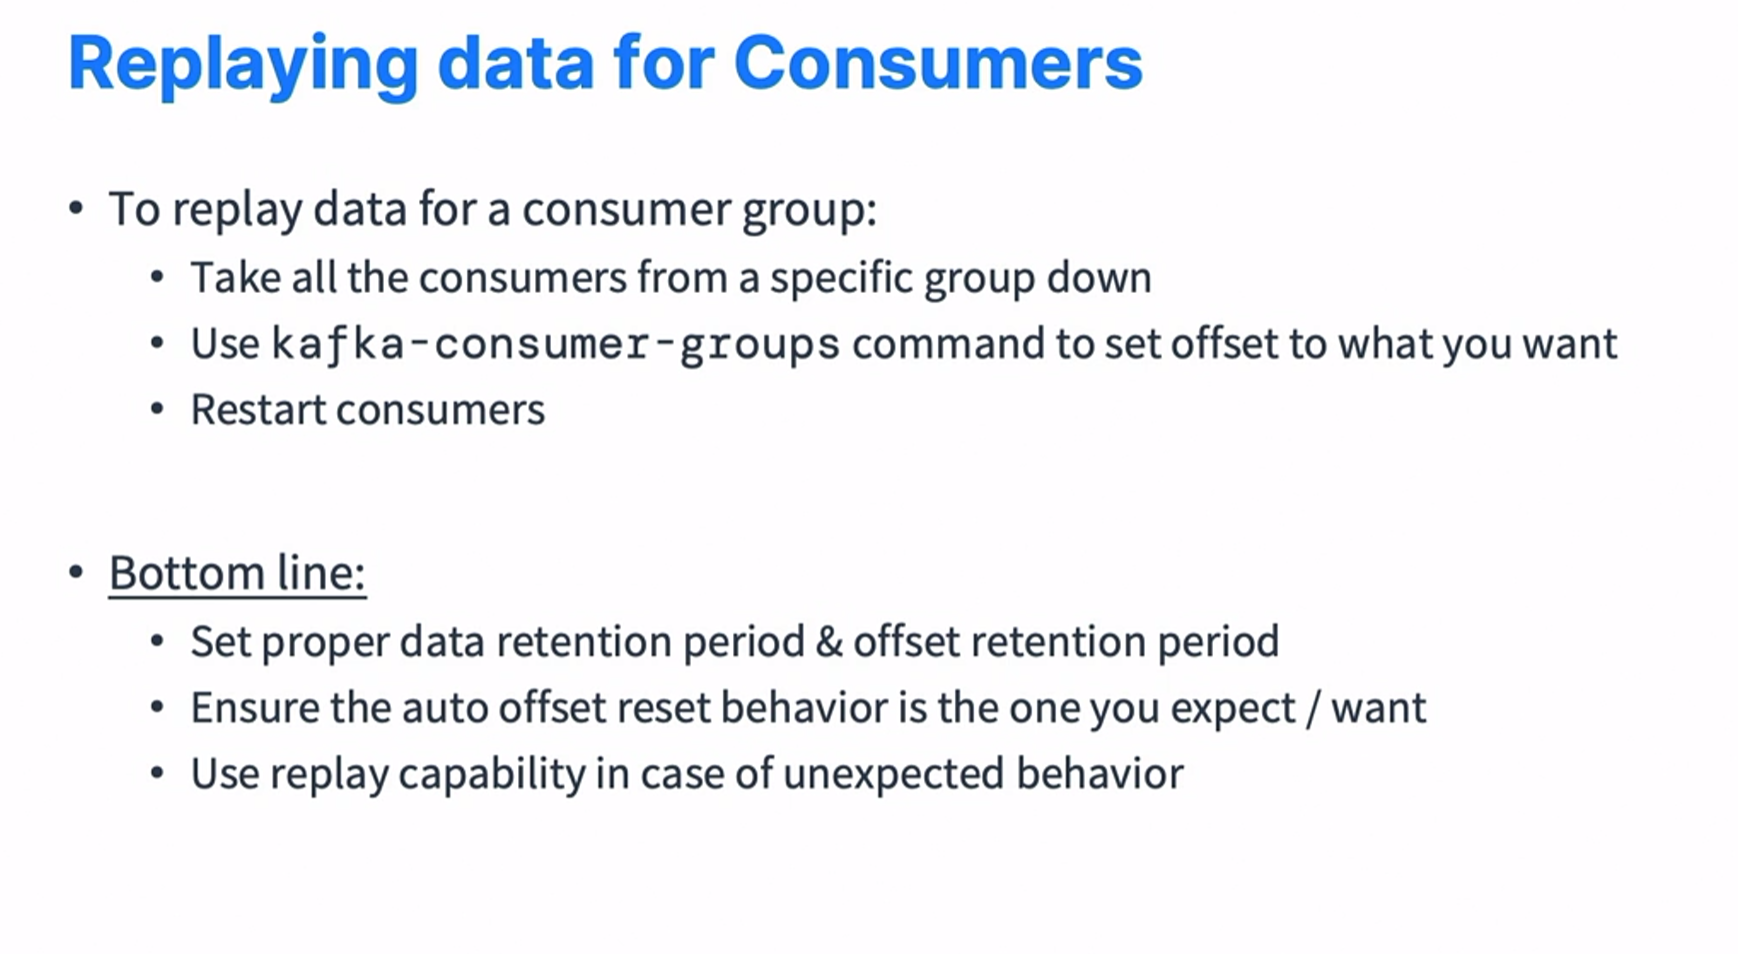 Replaying data for Consumers
• To replay data for a consumer group:
• Take all the consumers from a specific group down
• Use kafka-consumer-groups command to set offset to what you want
• Restart consumers
• Bottom line:
• Set proper data retention period & offset retention period
• Ensure the auto offset reset behavior is the one you expect / want
• Use replay capability in case of unexpected behavior